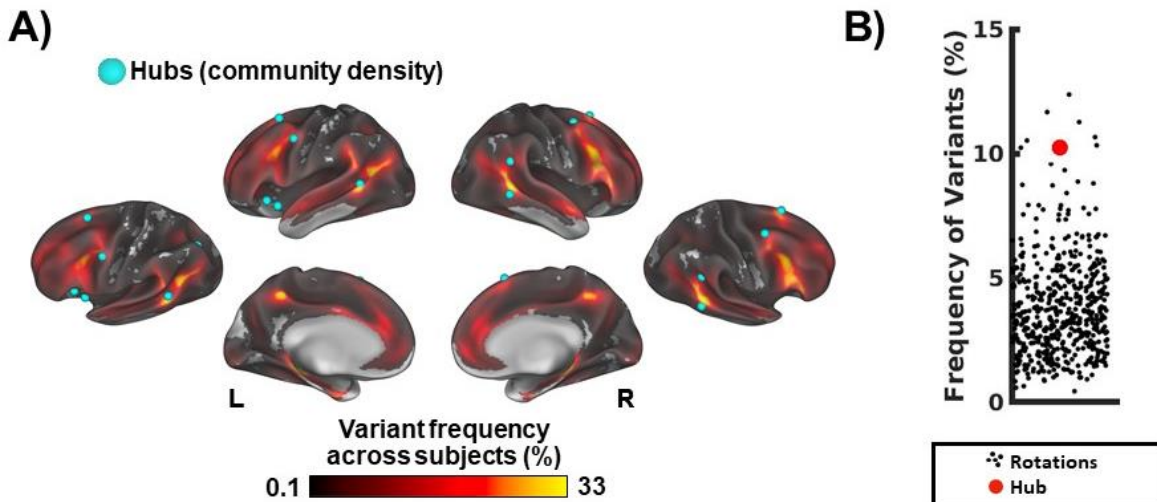 A)
Hubs (community density)
L
R
Variant frequency
across subjects (%)
0.1
33
B)
Frequency of Variants (%)
15
10
5
0
Rotations
Hub